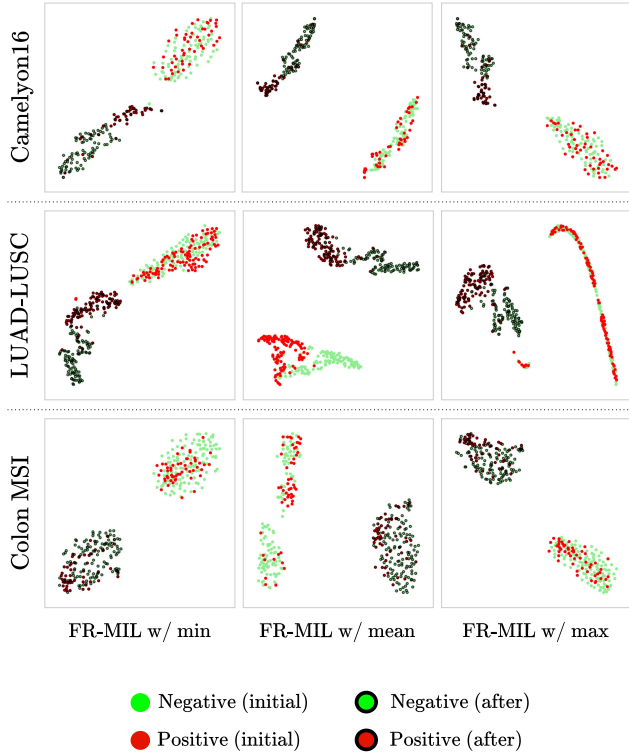 Camelyon16
LUAD-LUSC
Colon MSI
FR-MIL w/ min
FR-MIL w/ mean
FR-MIL w/ max
Negative (initial)
Negative (after)
Positive (initial)
Positive (after)